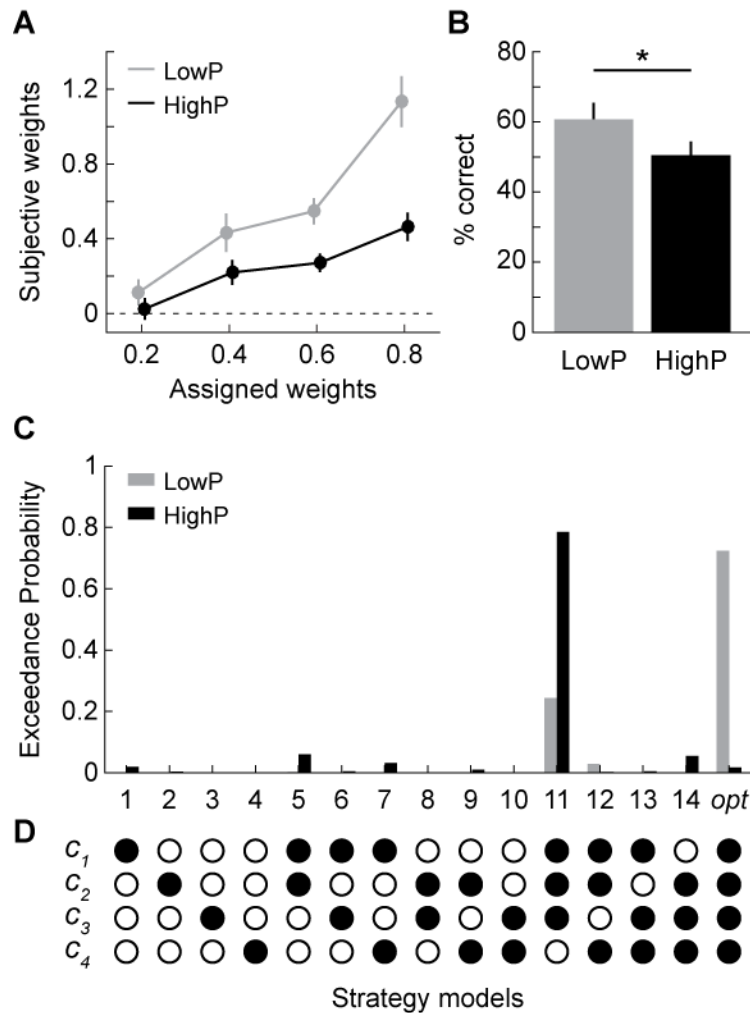 A
Subjective weights
1.2
0.8
0.4
0
LowP
HighP
0.2 0.4 0.6 0.8
Assigned weights
B
% correct
80
60
40
20
0
*
LowP HighP
C
Exceedance Probability
1
0.8
0.6
0.4
0.2
0
LowP
HighP
1 2 3 4 5 6 7 8 9 10 11 12 13 14 opt
D
C1
C2
C3
C4
Strategy models